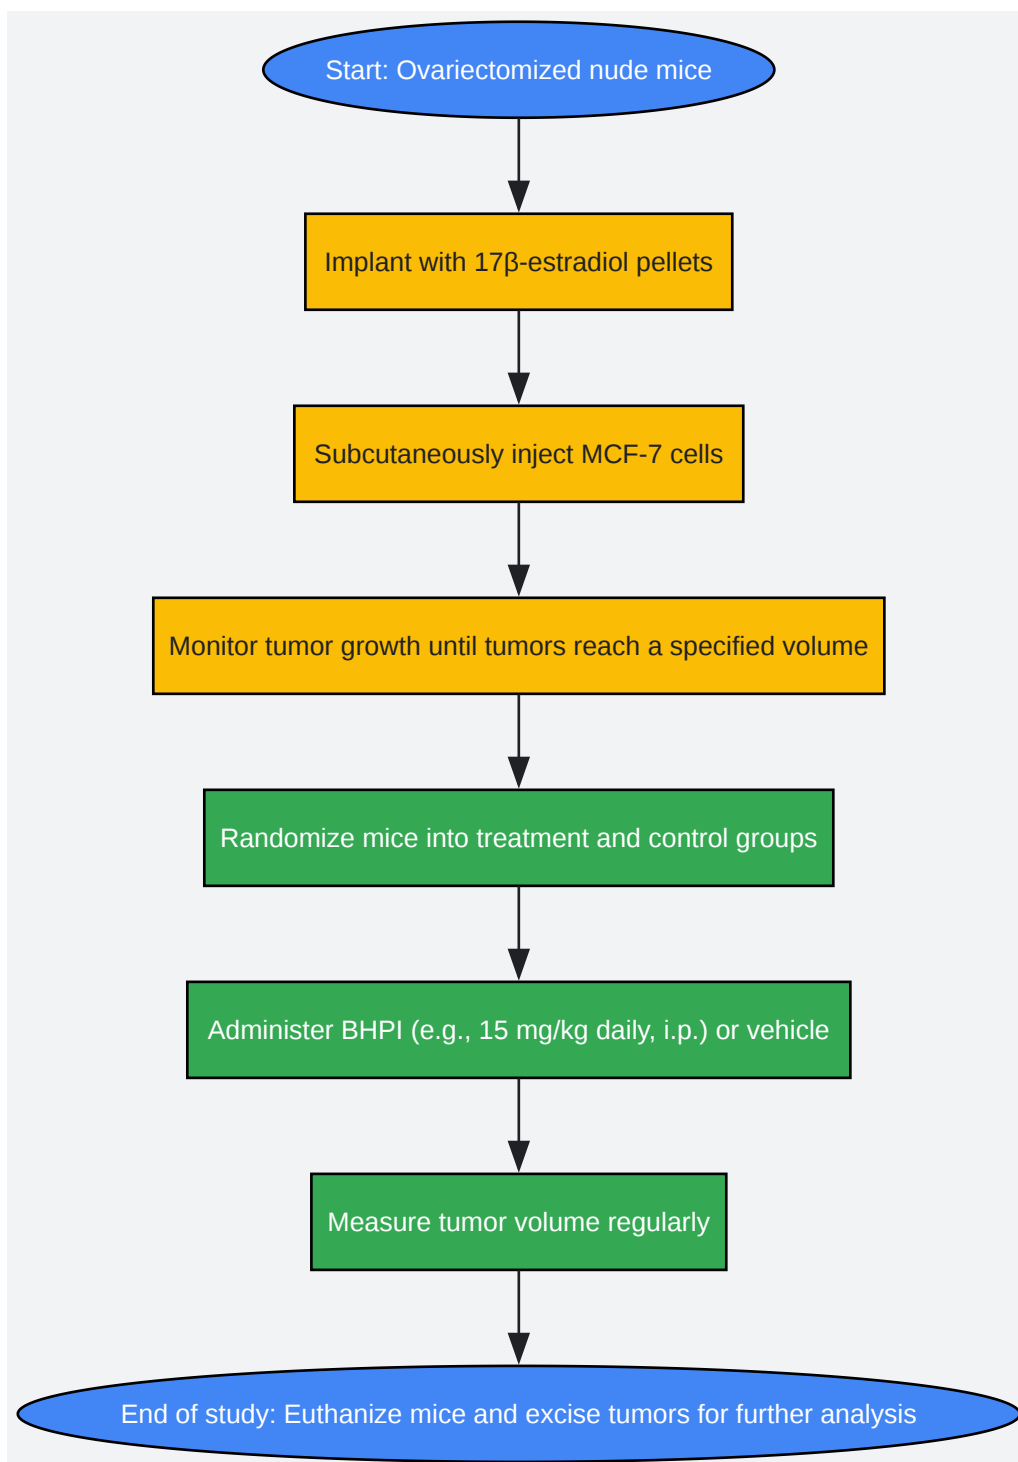 Start: Ovariectomized nude mice
Implant with 17β-estradiol pellets
Subcutaneously inject MCF-7 cells
Monitor tumor growth until tumors reach a specified volume
Randomize mice into treatment and control groups
Administer BHPI (e.g., 15 mg/kg daily, i.p.) or vehicle
Measure tumor volume regularly
End of study: Euthanize mice and excise tumors for further analysis